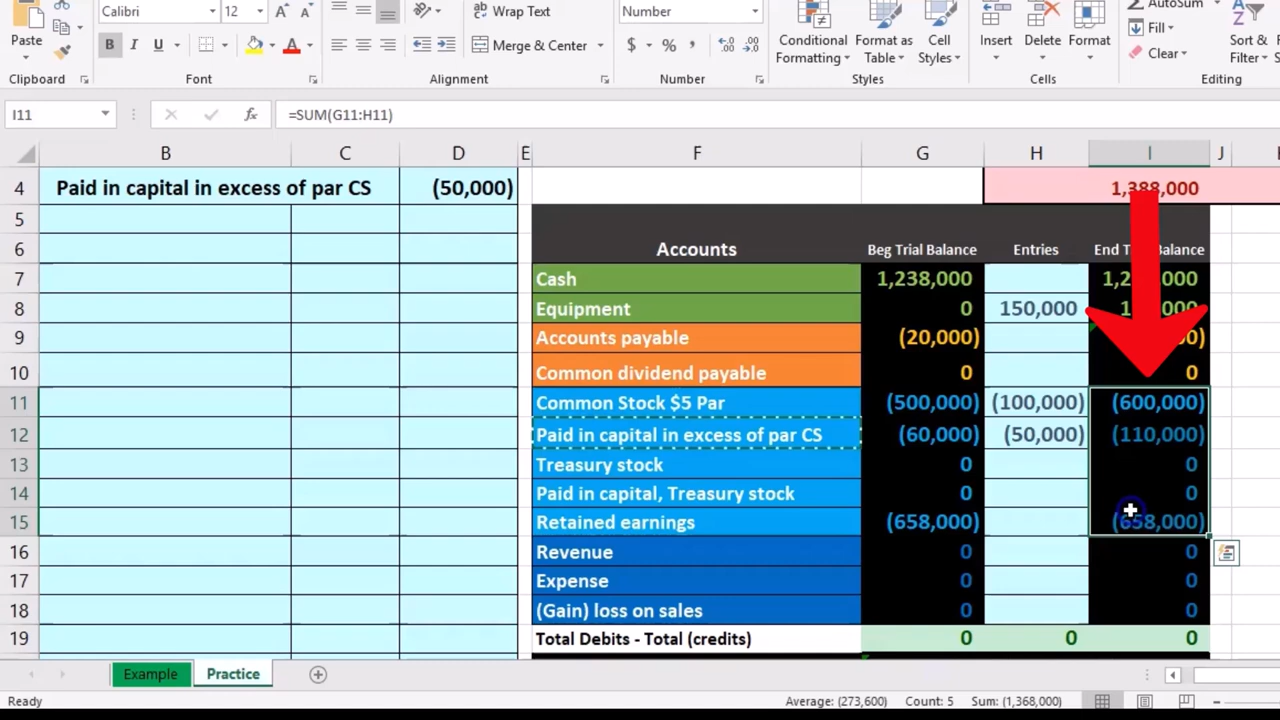 Calibri 12 Wrap Text Number AutoSum
Paste B I U Merge & Center $ % , Conditional Formatting Format as Table Cell Styles Insert Delete Format Fill Clear Sort & Filter
Clipboard Font Alignment Number Styles Cells Editing
I11 fx =SUM(G11:H11)
B C D E F G H I J
4 Paid in capital in excess of par CS (50,000) 1,388,000
5
6 Accounts Beg Trial Balance Entries End Balance
7 Cash 1,238,000
8 Equipment 0 150,000
9 Accounts payable (20,000)
10 Common dividend payable 0 0
11 Common Stock $5 Par (500,000) (100,000) (600,000)
12 Paid in capital in excess of par CS (60,000) (50,000) (110,000)
13 Treasury stock 0 0
14 Paid in capital, Treasury stock 0 0
15 Retained earnings (658,000) (658,000)
16 Revenue 0 0
17 Expense 0 0
18 (Gain) loss on sales 0 0
19 Total Debits - Total (credits) 0 0 0
Example Practice
Ready Average: (273,600) Count: 5 Sum: (1,368,000)